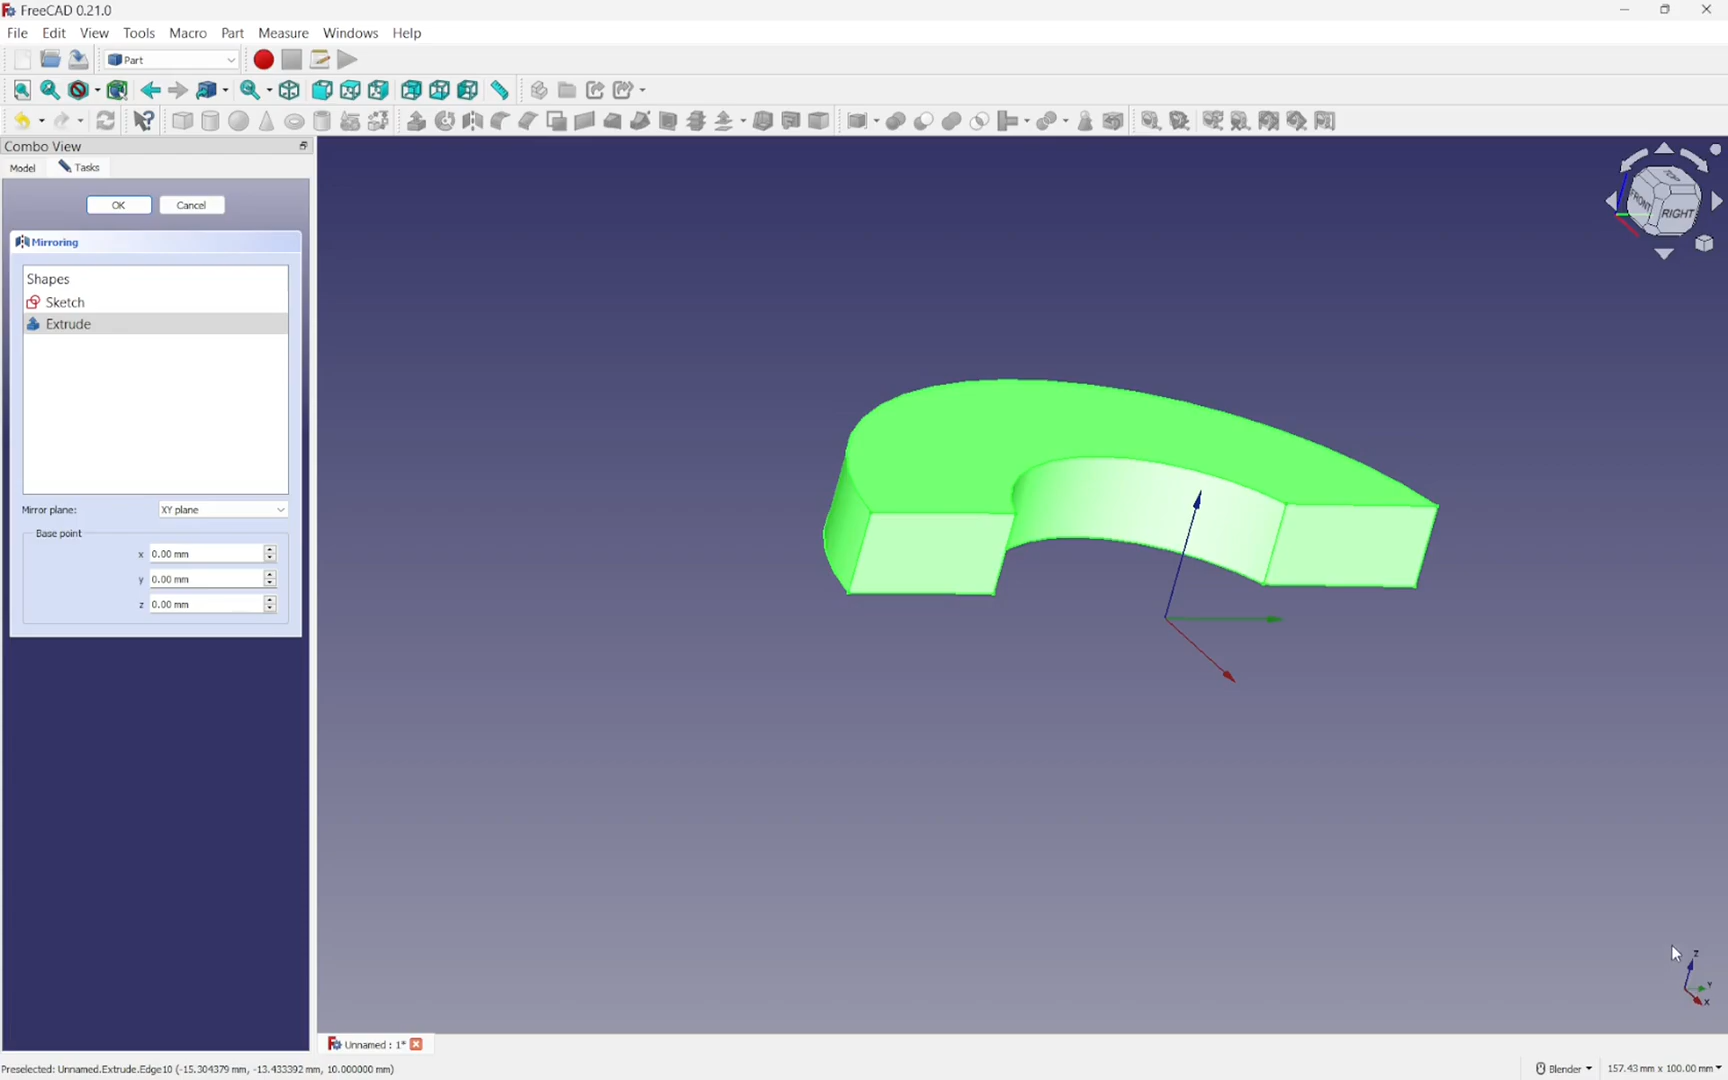 FreeCAD 0.21.0
File Edit View Tools Macro Part Measure Windows Help
Part
Combo View
Model Tasks
OK Cancel
Mirroring
Shapes
Sketch
Extrude
Mirror plane: XY plane
Base point
x 0.00 mm
y 0.00 mm
z 0.00 mm
TOP
FRONT RIGHT
Z
Y
X
Unnamed : 1*
Preselected: Unnamed.Extrude.Edge10 (-15.304379 mm, -13.433392 mm, 10.000000 mm) Blender 157.43 mm x 100.00 mm